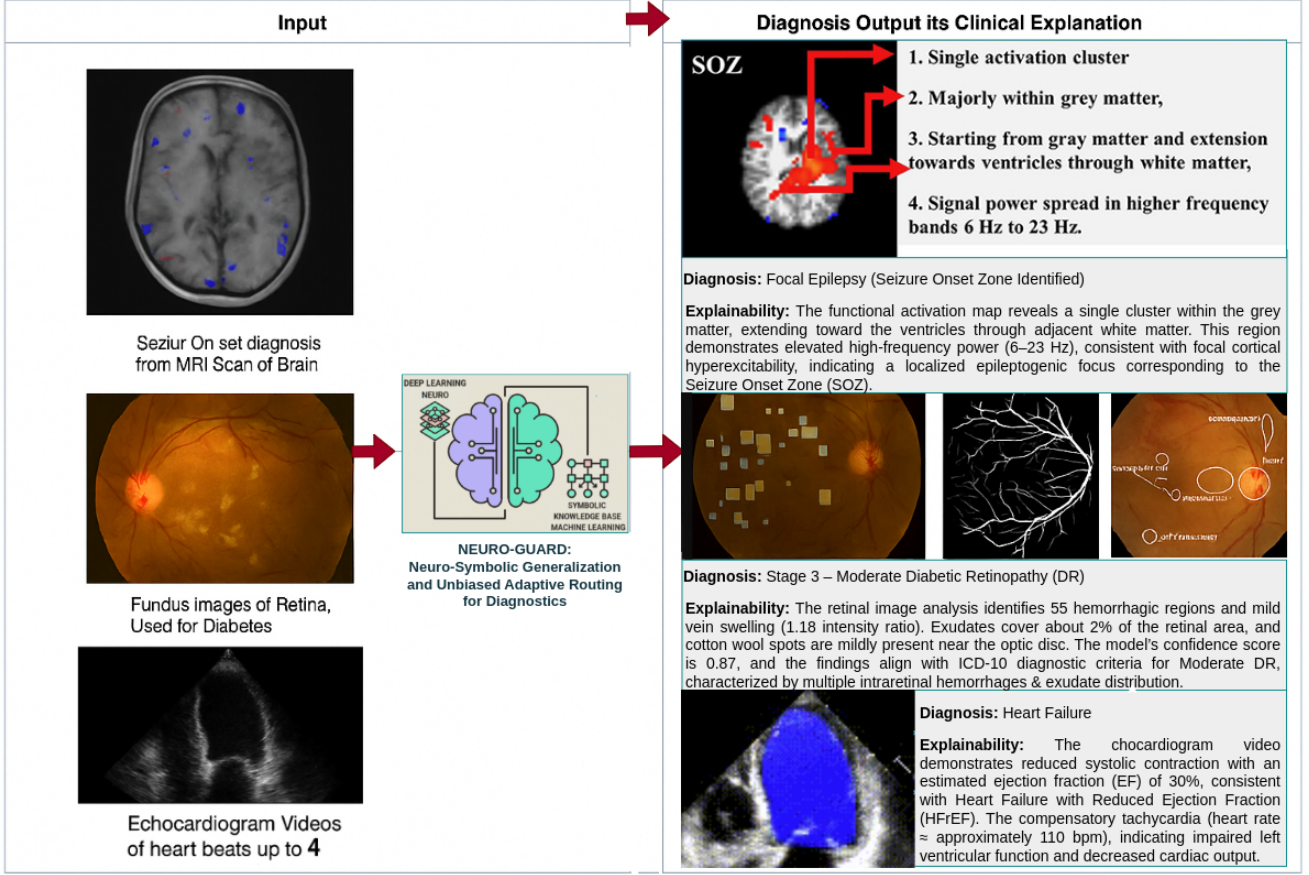 Input
Diagnosis Output its Clinical Explanation
Seziur On set diagnosis
from MRI Scan of Brain
Fundus images of Retina,
Used for Diabetes
Echocardiogram Videos
of heart beats up to 4
DEEP LEARNING
NEURO
SYMBOLIC
KNOWLEDGE BASE
MACHINE LEARNING
NEURO-GUARD:
Neuro-Symbolic Generalization
and Unbiased Adaptive Routing
for Diagnostics
SOZ
1. Single activation cluster
2. Majorly within grey matter,
3. Starting from gray matter and extension
towards ventricles through white matter,
4. Signal power spread in higher frequency
bands 6 Hz to 23 Hz.
Diagnosis: Focal Epilepsy (Seizure Onset Zone Identified)
Explainability: The functional activation map reveals a single cluster within the grey
matter, extending toward the ventricles through adjacent white matter. This region
demonstrates elevated high-frequency power (6–23 Hz), consistent with focal cortical
hyperexcitability, indicating a localized epileptogenic focus corresponding to the
Seizure Onset Zone (SOZ).
Diagnosis: Stage 3 – Moderate Diabetic Retinopathy (DR)
Explainability: The retinal image analysis identifies 55 hemorrhagic regions and mild
vein swelling (1.18 intensity ratio). Exudates cover about 2% of the retinal area, and
cotton wool spots are mildly present near the optic disc. The model's confidence score
is 0.87, and the findings align with ICD-10 diagnostic criteria for Moderate DR,
characterized by multiple intraretinal hemorrhages & exudate distribution.
Diagnosis: Heart Failure
Explainability: The chocardiogram video
demonstrates reduced systolic contraction with an
estimated ejection fraction (EF) of 30%, consistent
with Heart Failure with Reduced Ejection Fraction
(HFrEF). The compensatory tachycardia (heart rate
≈ approximately 110 bpm), indicating impaired left
ventricular function and decreased cardiac output.